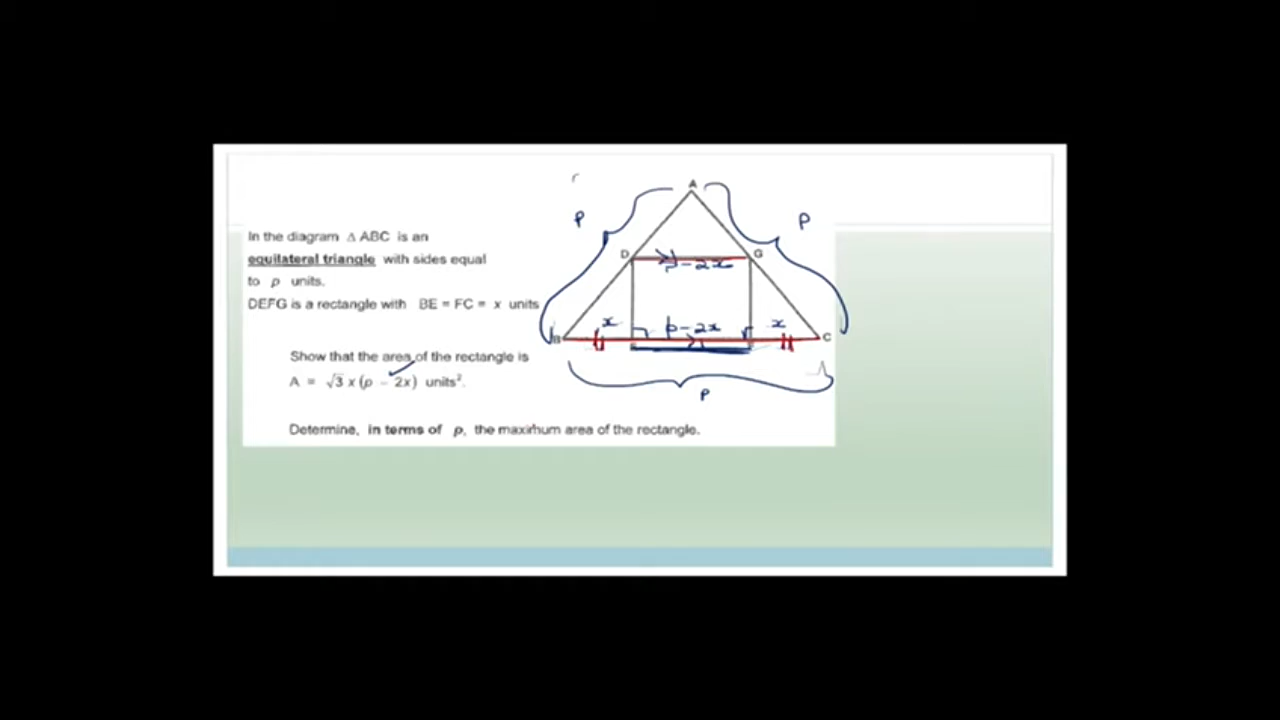 A
P
P
In the diagram Δ ABC is an
equilateral triangle with sides equal
to p units.
D
G
p-2x
DEFG is a rectangle with BE = FC = x units
x
p-2x
x
B
C
Show that the area of the rectangle is
A = √3 x (p − 2x) units².
P
Determine, in terms of p, the maximum area of the rectangle.